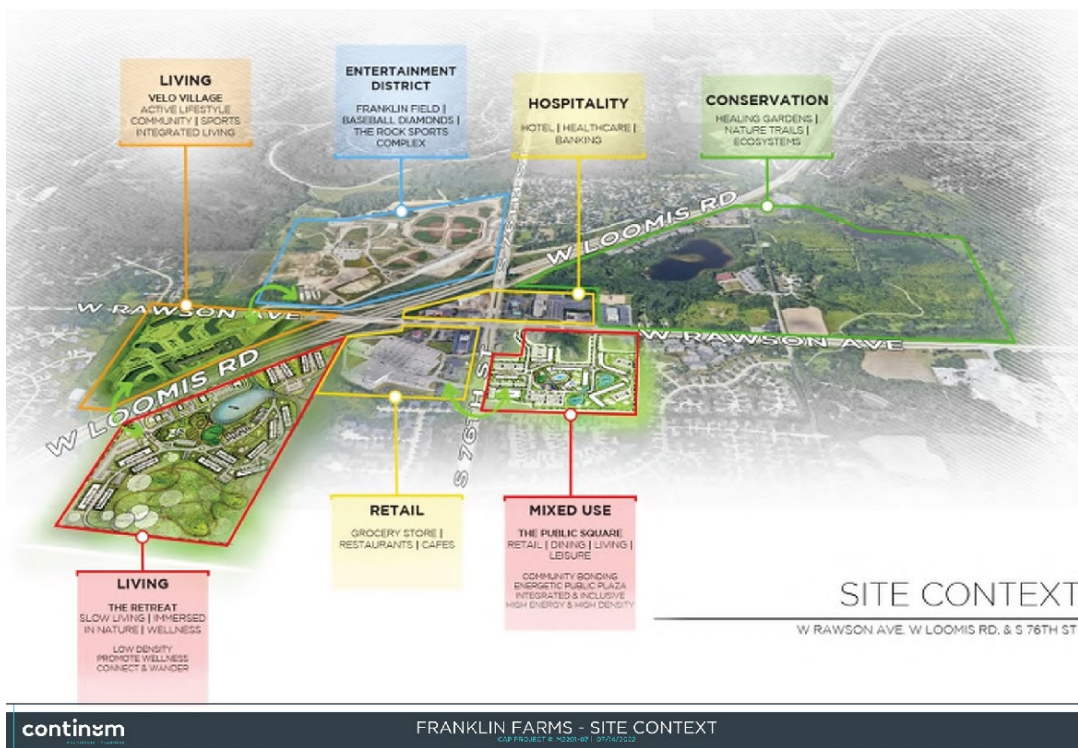 LIVING
VELO VILLAGE
ACTIVE LIFESTYLE
COMMUNITY | SPORTS
INTEGRATED LIVING
ENTERTAINMENT
DISTRICT
FRANKLIN FIELD |
BASEBALL DIAMONDS |
THE ROCK SPORTS
COMPLEX
HOSPITALITY
HOTEL | HEALTHCARE |
BANKING
CONSERVATION
HEALING GARDENS |
NATURE TRAILS |
ECOSYSTEMS
W LOOMIS RD
W RAWSON AVE
W RAWSON AVE
W LOOMIS RD
S 76TH ST
RETAIL
GROCERY STORE |
RESTAURANTS | CAFES
MIXED USE
THE PUBLIC SQUARE
RETAIL | DINING | LIVING |
LEISURE
COMMUNITY BONDING
ENERGETIC PUBLIC PLAZA
INTEGRATED & INCLUSIVE
HIGH ENERGY & HIGH DENSITY
LIVING
THE RETREAT
SLOW LIVING | IMMERSED
IN NATURE | WELLNESS
LOW DENSITY
PROMOTE WELLNESS
CONNECT & WANDER
SITE CONTEXT
W RAWSON AVE, W LOOMIS RD, & S 76TH ST
continum
FRANKLIN FARMS - SITE CONTEXT